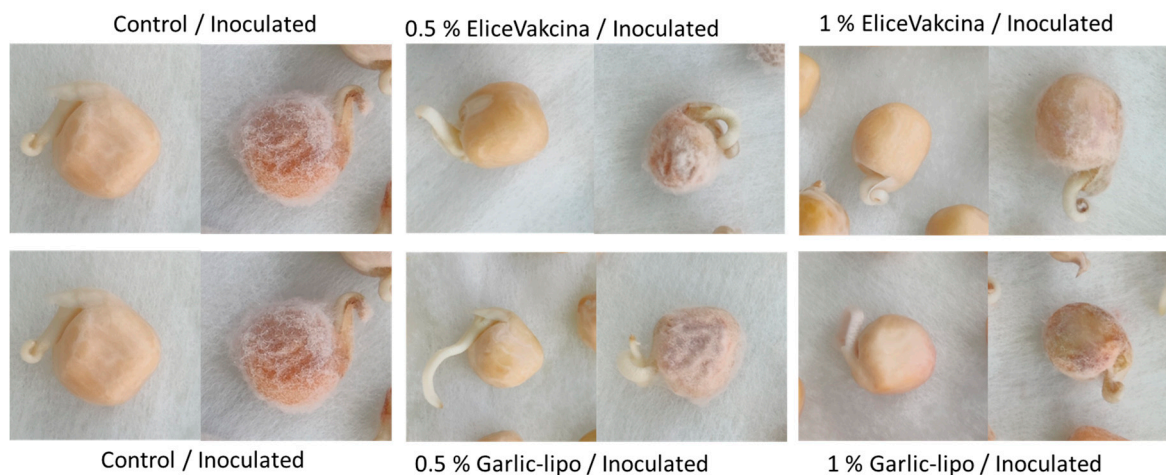 Control / Inoculated
0.5 % EliceVakcina / Inoculated
1 % EliceVakcina / Inoculated
Control / Inoculated
0.5 % Garlic-lipo / Inoculated
1 % Garlic-lipo / Inoculated